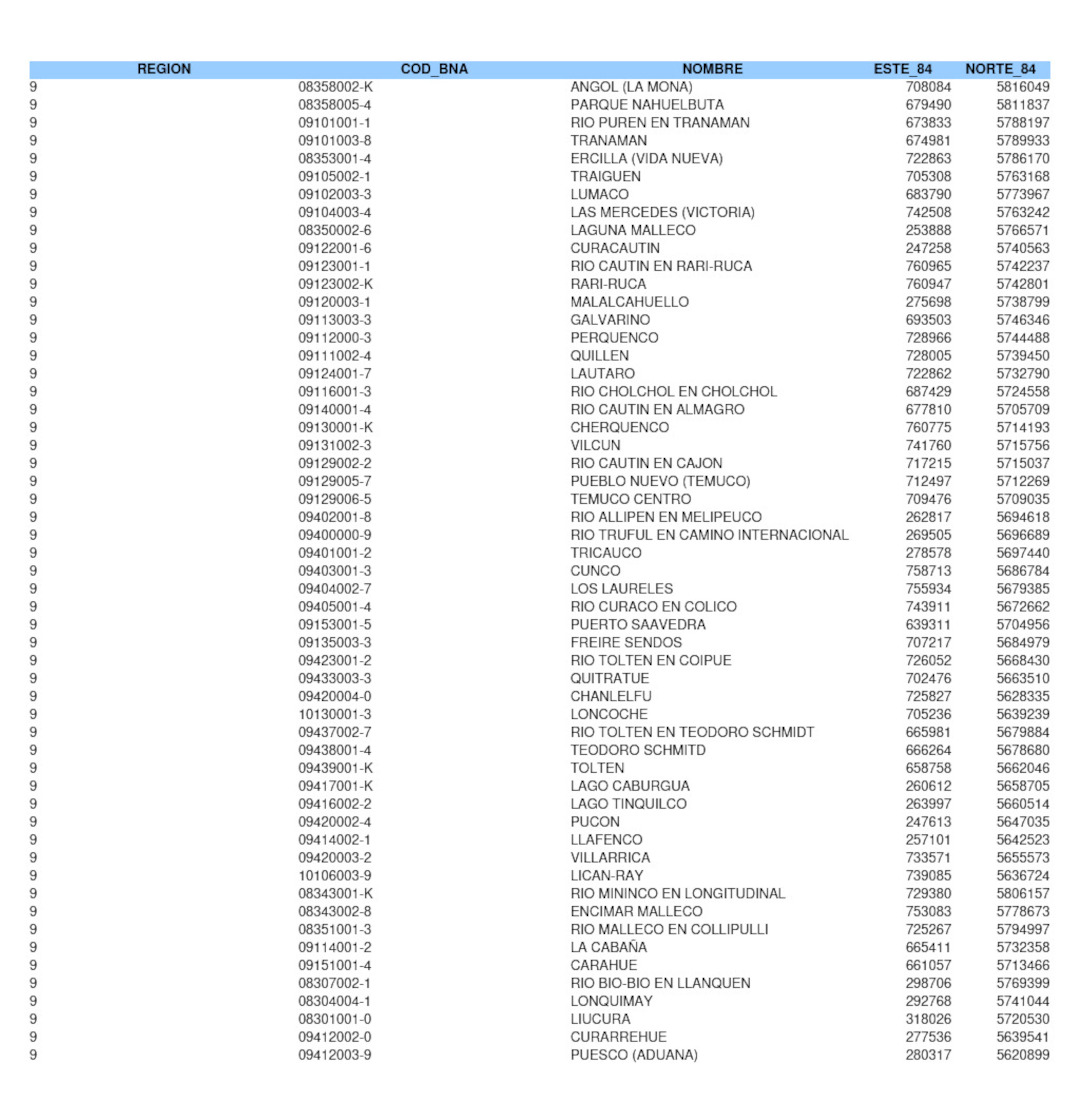 REGION COD_BNA NOMBRE ESTE_84 NORTE_84
9 08358002-K ANGOL (LA MONA) 708084 5816049
9 08358005-4 PARQUE NAHUELBUTA 679490 5811837
9 09101001-1 RIO PUREN EN TRANAMAN 673833 5788197
9 09101003-8 TRANAMAN 674981 5789933
9 08353001-4 ERCILLA (VIDA NUEVA) 722863 5786170
9 09105002-1 TRAIGUEN 705308 5763168
9 09102003-3 LUMACO 683790 5773967
9 09104003-4 LAS MERCEDES (VICTORIA) 742508 5763242
9 08350002-6 LAGUNA MALLECO 253888 5766571
9 09122001-6 CURACAUTIN 247258 5740563
9 09123001-1 RIO CAUTIN EN RARI-RUCA 760965 5742237
9 09123002-K RARI-RUCA 760947 5742801
9 09120003-1 MALALCAHUELLO 275698 5738799
9 09113003-3 GALVARINO 693503 5746346
9 09112000-3 PERQUENCO 728966 5744488
9 09111002-4 QUILLEN 728005 5739450
9 09124001-7 LAUTARO 722862 5732790
9 09116001-3 RIO CHOLCHOL EN CHOLCHOL 687429 5724558
9 09140001-4 RIO CAUTIN EN ALMAGRO 677810 5705709
9 09130001-K CHERQUENCO 760775 5714193
9 09131002-3 VILCUN 741760 5715756
9 09129002-2 RIO CAUTIN EN CAJON 717215 5715037
9 09129005-7 PUEBLO NUEVO (TEMUCO) 712497 5712269
9 09129006-5 TEMUCO CENTRO 709476 5709035
9 09402001-8 RIO ALLIPEN EN MELIPEUCO 262817 5694618
9 09400000-9 RIO TRUFUL EN CAMINO INTERNACIONAL 269505 5696689
9 09401001-2 TRICAUCO 278578 5697440
9 09403001-3 CUNCO 758713 5686784
9 09404002-7 LOS LAURELES 755934 5679385
9 09405001-4 RIO CURACO EN COLICO 743911 5672662
9 09153001-5 PUERTO SAAVEDRA 639311 5704956
9 09135003-3 FREIRE SENDOS 707217 5684979
9 09423001-2 RIO TOLTEN EN COIPUE 726052 5668430
9 09433003-3 QUITRATUE 702476 5663510
9 09420004-0 CHANLELFU 725827 5628335
9 10130001-3 LONCOCHE 705236 5639239
9 09437002-7 RIO TOLTEN EN TEODORO SCHMIDT 665981 5679884
9 09438001-4 TEODORO SCHMITD 666264 5678680
9 09439001-K TOLTEN 658758 5662046
9 09417001-K LAGO CABURGUA 260612 5658705
9 09416002-2 LAGO TINQUILCO 263997 5660514
9 09420002-4 PUCON 247613 5647035
9 09414002-1 LLAFENCO 257101 5642523
9 09420003-2 VILLARRICA 733571 5655573
9 10106003-9 LICAN-RAY 739085 5636724
9 08343001-K RIO MININCO EN LONGITUDINAL 729380 5806157
9 08343002-8 ENCIMAR MALLECO 753083 5778673
9 08351001-3 RIO MALLECO EN COLLIPULLI 725267 5794997
9 09114001-2 LA CABAÑA 665411 5732358
9 09151001-4 CARAHUE 661057 5713466
9 08307002-1 RIO BIO-BIO EN LLANQUEN 298706 5769399
9 08304004-1 LONQUIMAY 292768 5741044
9 08301001-0 LIUCURA 318026 5720530
9 09412002-0 CURARREHUE 277536 5639541
9 09412003-9 PUESCO (ADUANA) 280317 5620899